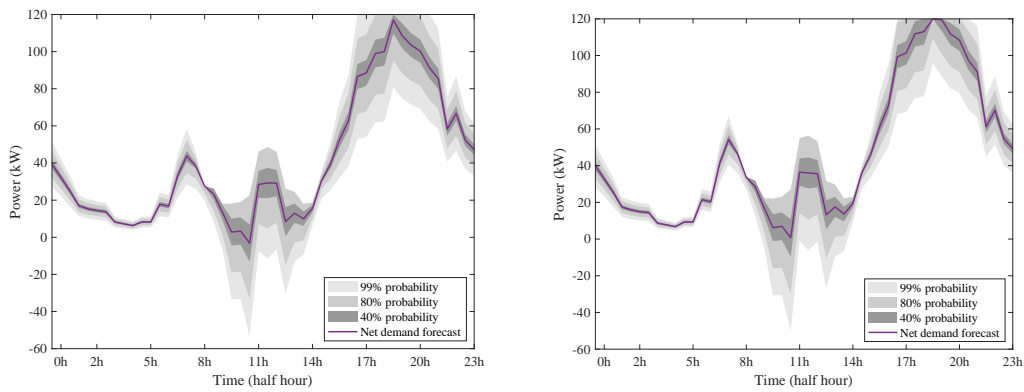 120
100
80
60
40
20
0
-20
-40
-60
Power (kW)
0h 2h 5h 8h 11h 14h 17h 20h 23h
Time (half hour)
99% probability
80% probability
40% probability
Net demand forecast
120
100
80
60
40
20
0
-20
-40
-60
Power (kW)
0h 2h 5h 8h 11h 14h 17h 20h 23h
Time (half hour)
99% probability
80% probability
40% probability
Net demand forecast